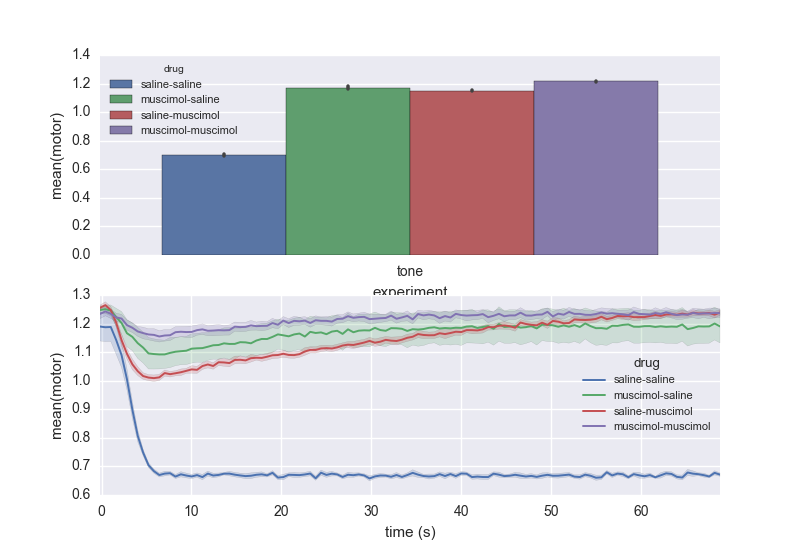 1.4
1.2
1.0
0.8
0.6
0.4
0.2
0.0
mean(motor)
drug
saline-saline
muscimol-saline
saline-muscimol
muscimol-muscimol
tone
experiment
1.3
1.2
1.1
1.0
0.9
0.8
0.7
0.6
mean(motor)
drug
saline-saline
muscimol-saline
saline-muscimol
muscimol-muscimol
0 10 20 30 40 50 60
time (s)